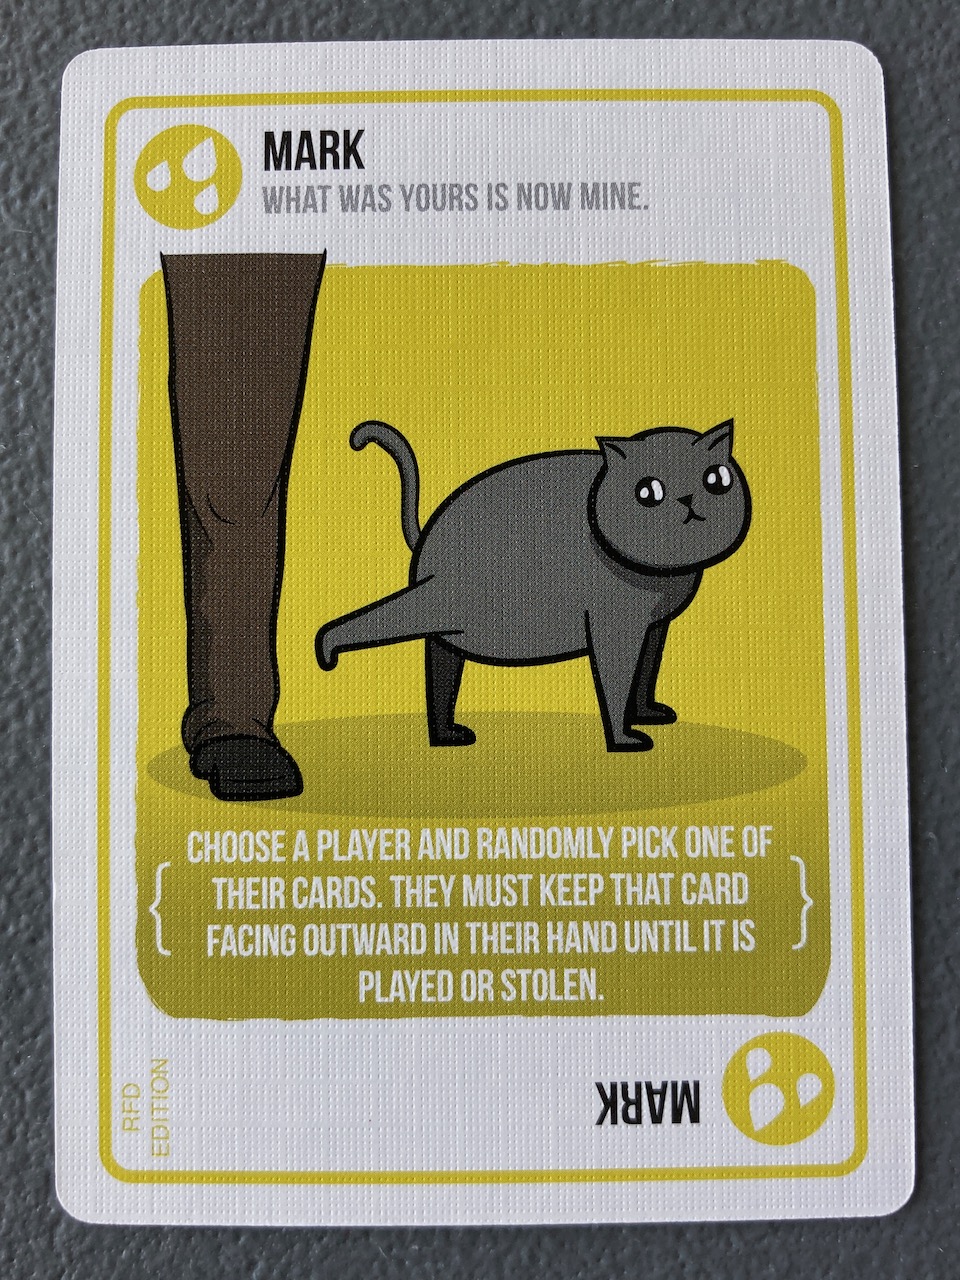 MARK
WHAT WAS YOURS IS NOW MINE.
CHOOSE A PLAYER AND RANDOMLY PICK ONE OF
THEIR CARDS. THEY MUST KEEP THAT CARD
FACING OUTWARD IN THEIR HAND UNTIL IT IS
PLAYED OR STOLEN.
RFD
EDITION
MARK